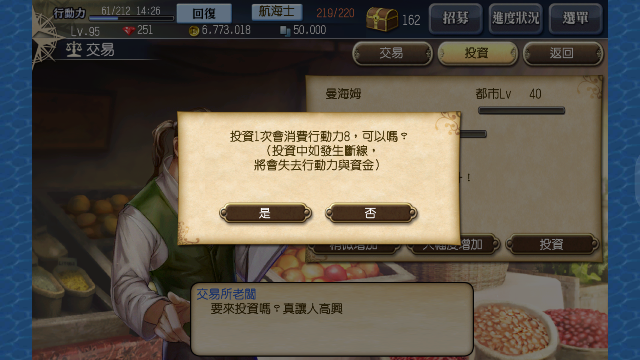 行動力 61/212 14:26 回復 航海士 219/220 162 招募 進度狀況 選單
Lv.95 251 6.773.018 50.000
交易 交易 投資 返回
曼海姆 都市Lv 40
投資1次會消費行動力8，可以嗎？
（投資中如發生斷線，
將會失去行動力與資金）
是 否
投資
交易所老闆
要來投資嗎？真讓人高興